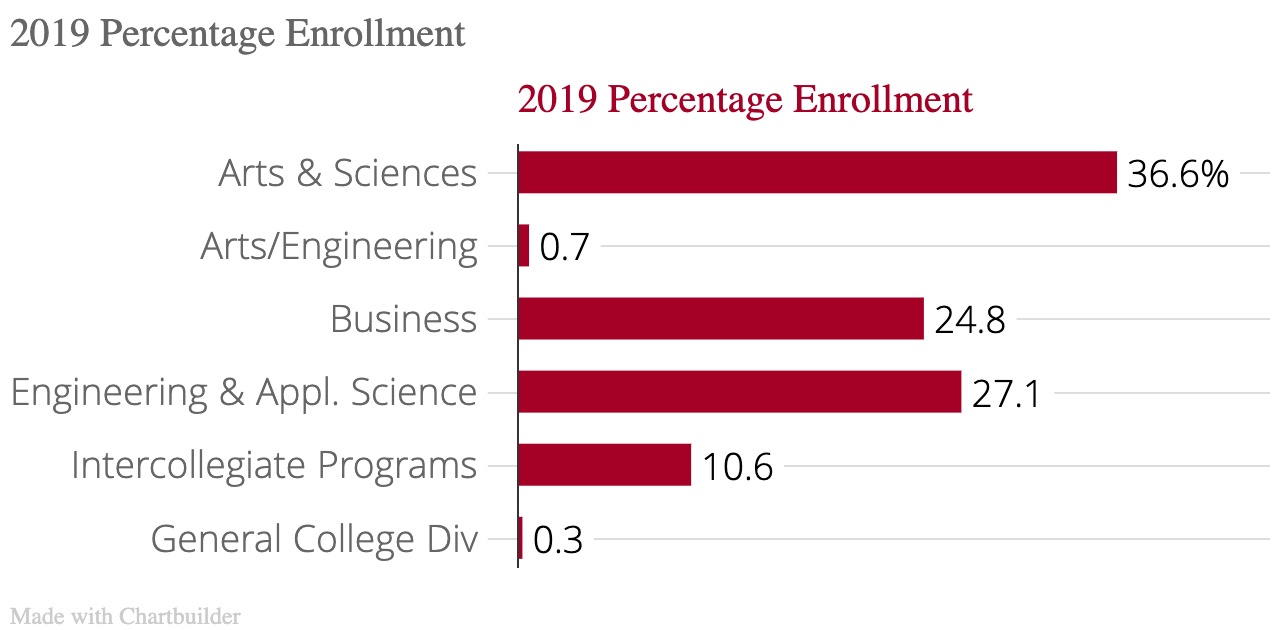 2019 Percentage Enrollment
2019 Percentage Enrollment
Arts & Sciences 36.6%
Arts/Engineering 0.7
Business 24.8
Engineering & Appl. Science 27.1
Intercollegiate Programs 10.6
General College Div 0.3
Made with Chartbuilder